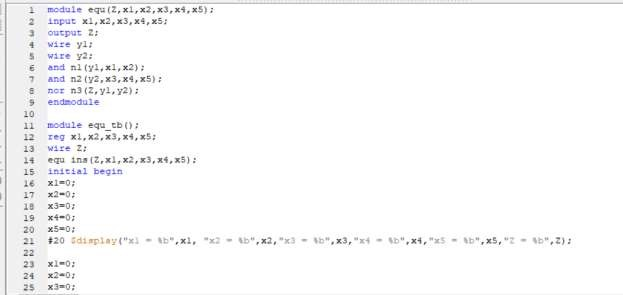 1 module equ(Z,x1,x2,x3,x4,x5);
2 input x1,x2,x3,x4,x5;
3 output Z;
4 wire y1;
5 wire y2;
6 and n1(y1,x1,x2);
7 and n2(y2,x3,x4,x5);
8 nor n3(Z,y1,y2);
9 endmodule
10
11 module equ_tb();
12 reg x1,x2,x3,x4,x5;
13 wire Z;
14 equ ins(Z,x1,x2,x3,x4,x5);
15 initial begin
16 x1=0;
17 x2=0;
18 x3=0;
19 x4=0;
20 x5=0;
21 #20 $display("x1 = %b",x1, "x2 = %b",x2,"x3 = %b",x3,"x4 = %b",x4,"x5 = %b",x5,"Z = %b",Z);
22
23 x1=0;
24 x2=0;
25 x3=0;